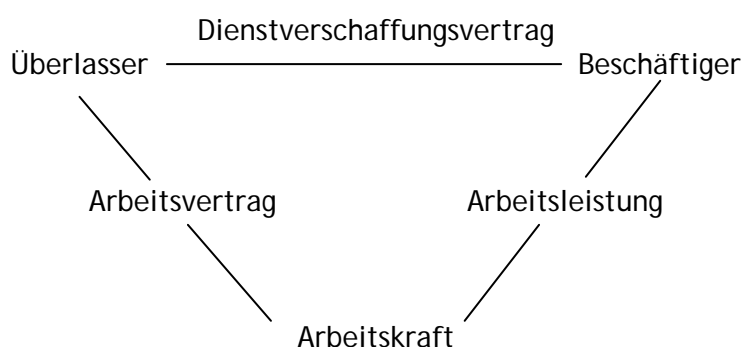 Dienstverschaffungsvertrag
Überlasser Beschäftiger
Arbeitsvertrag Arbeitsleistung
Arbeitskraft